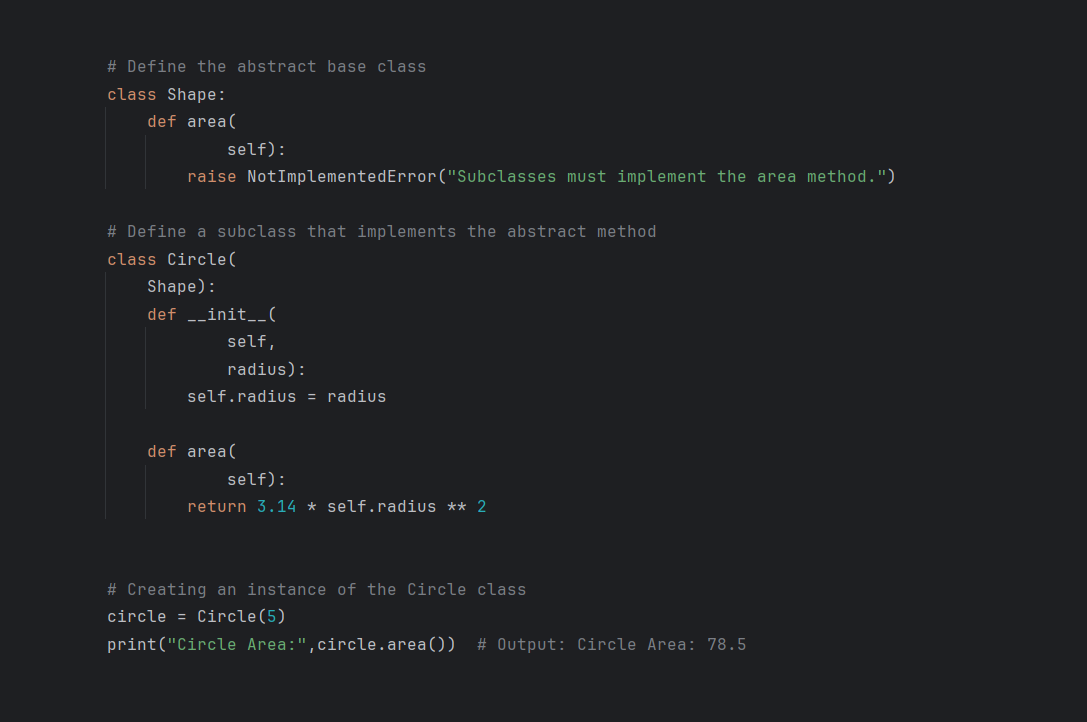 # Define the abstract base class
class Shape:
    def area(
            self):
        raise NotImplementedError("Subclasses must implement the area method.")

# Define a subclass that implements the abstract method
class Circle(
    Shape):
    def __init__(
            self,
            radius):
        self.radius = radius

    def area(
            self):
        return 3.14 * self.radius ** 2


# Creating an instance of the Circle class
circle = Circle(5)
print("Circle Area:",circle.area())  # Output: Circle Area: 78.5